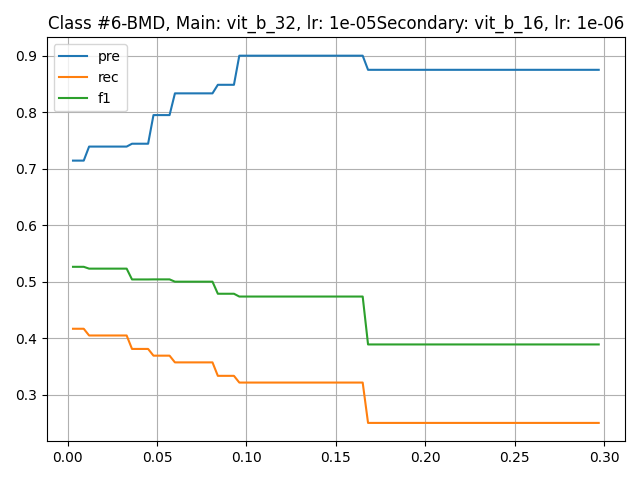 Class #6-BMD, Main: vit_b_32, lr: 1e-05Secondary: vit_b_16, lr: 1e-06
pre
rec
f1
0.9
0.8
0.7
0.6
0.5
0.4
0.3
0.00 0.05 0.10 0.15 0.20 0.25 0.30